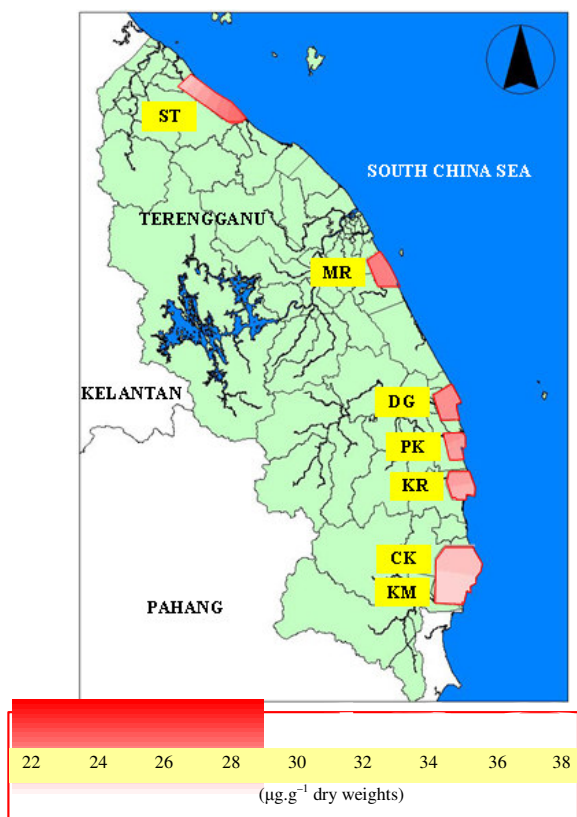 ST
SOUTH CHINA SEA
TERENGGANU
MR
KELANTAN
DG
PK
KR
CK
KM
PAHANG
22 24 26 28 30 32 34 36 38
(µg.g⁻¹ dry weights)